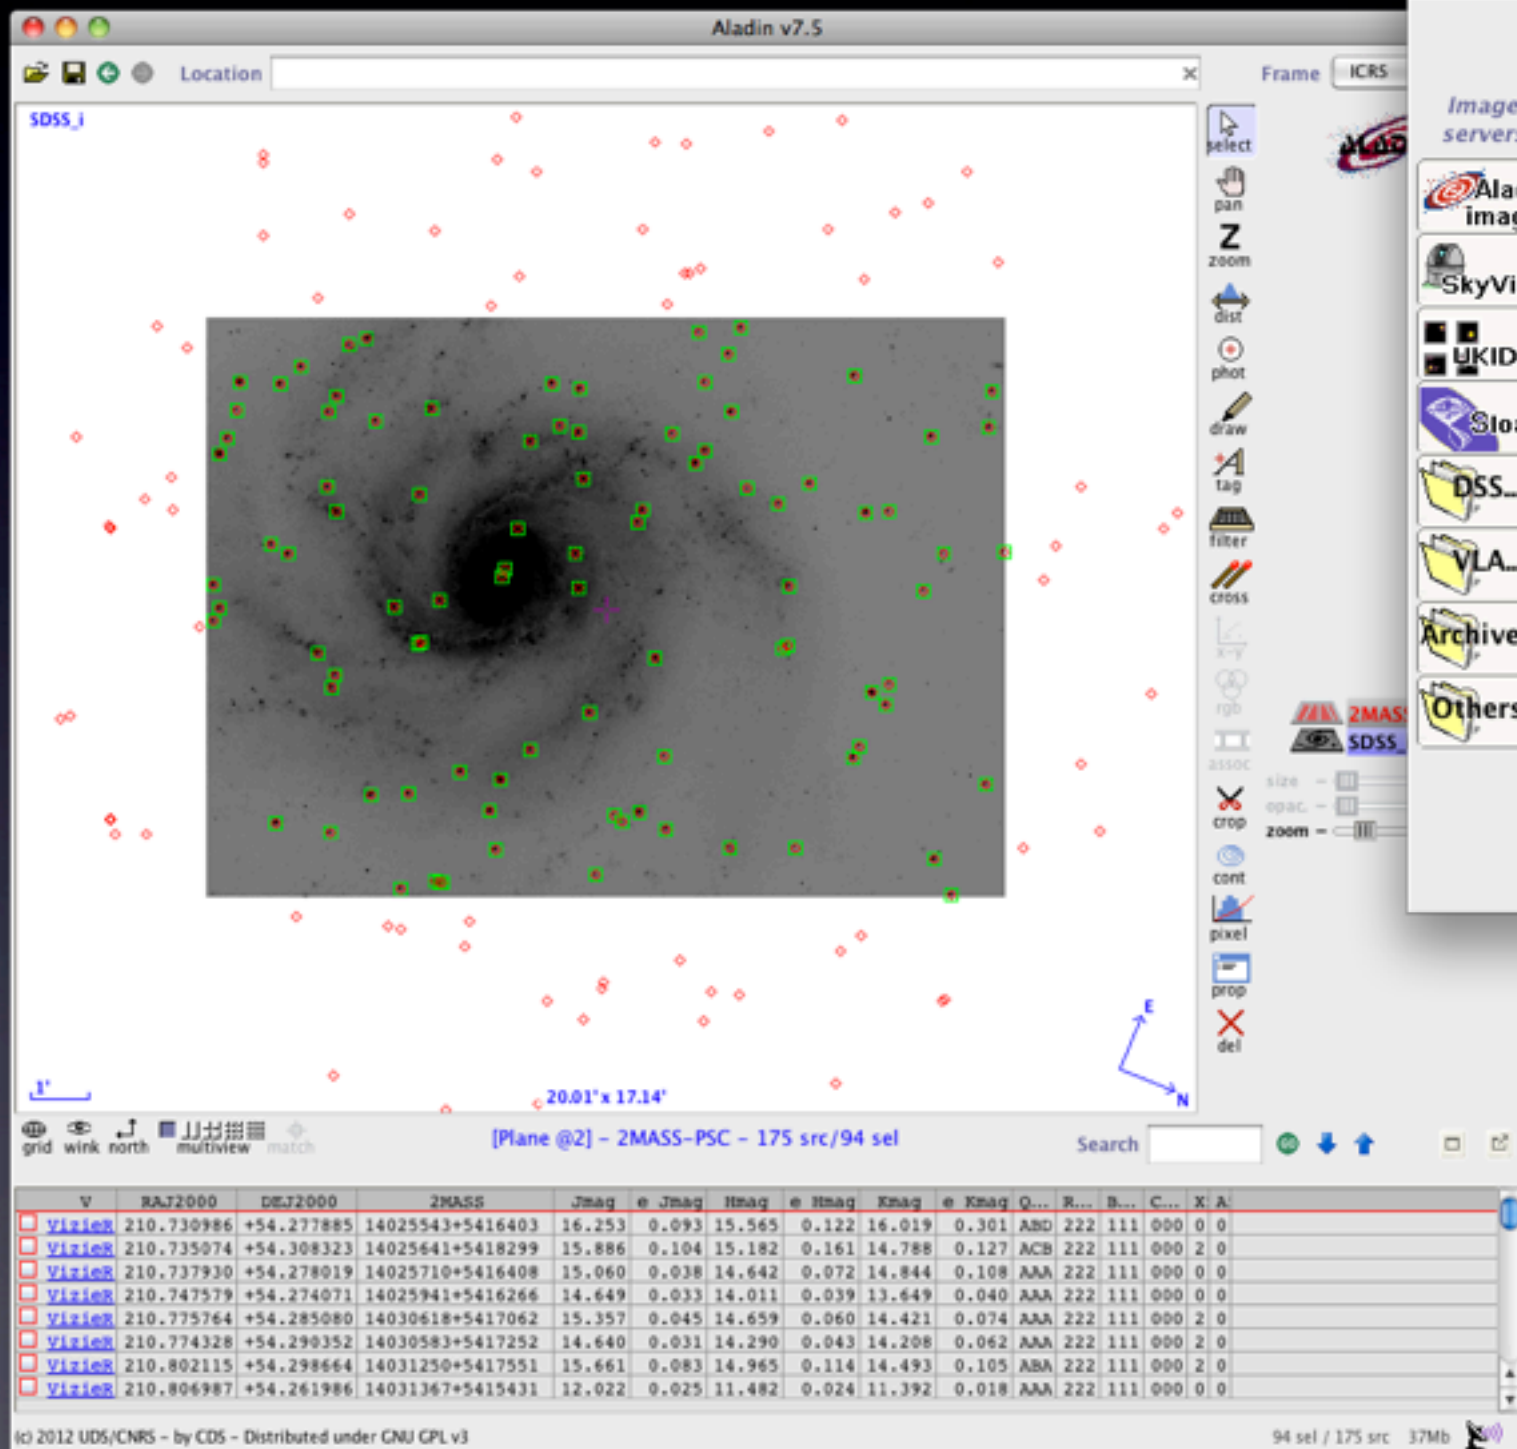 Aladin v7.5
Location
Frame ICRS
SDSS_i
select
pan
Z
zoom
dist
phot
draw
tag
filter
cross
x-y
rgb
assoc
crop
cont
pixel
prop
del
Image
servers
Ala
imag
SkyVi
UKID
Sloa
DSS...
VLA...
Archive
Others
2MASS
SDSS_
size
opac.
zoom
E
N
1'
20.01' x 17.14'
grid wink north multiview match
[Plane @2] - 2MASS-PSC - 175 src/94 sel
Search GO
V RAJ2000 DEJ2000 2MASS Jmag e Jmag Hmag e Hmag Kmag e Kmag Q... R... B... C... X A
VizieR 210.730986 +54.277885 14025543+5416403 16.253 0.093 15.565 0.122 16.019 0.301 ABD 222 111 000 0 0
VizieR 210.735074 +54.308323 14025641+5418299 15.886 0.104 15.182 0.161 14.788 0.127 ACB 222 111 000 2 0
VizieR 210.737930 +54.278019 14025710+5416408 15.060 0.038 14.642 0.072 14.844 0.108 AAA 222 111 000 0 0
VizieR 210.747579 +54.274071 14025941+5416266 14.649 0.033 14.011 0.039 13.649 0.040 AAA 222 111 000 0 0
VizieR 210.775764 +54.285080 14030618+5417062 15.357 0.045 14.659 0.060 14.421 0.074 AAA 222 111 000 2 0
VizieR 210.774328 +54.290352 14030583+5417252 14.640 0.031 14.290 0.043 14.208 0.062 AAA 222 111 000 2 0
VizieR 210.802115 +54.298664 14031250+5417551 15.661 0.083 14.965 0.114 14.493 0.105 ABA 222 111 000 2 0
VizieR 210.806987 +54.261986 14031367+5415431 12.022 0.025 11.482 0.024 11.392 0.018 AAA 222 111 000 0 0
(c) 2012 UDS/CNRS - by CDS - Distributed under GNU GPL v3
94 sel / 175 src 37Mb